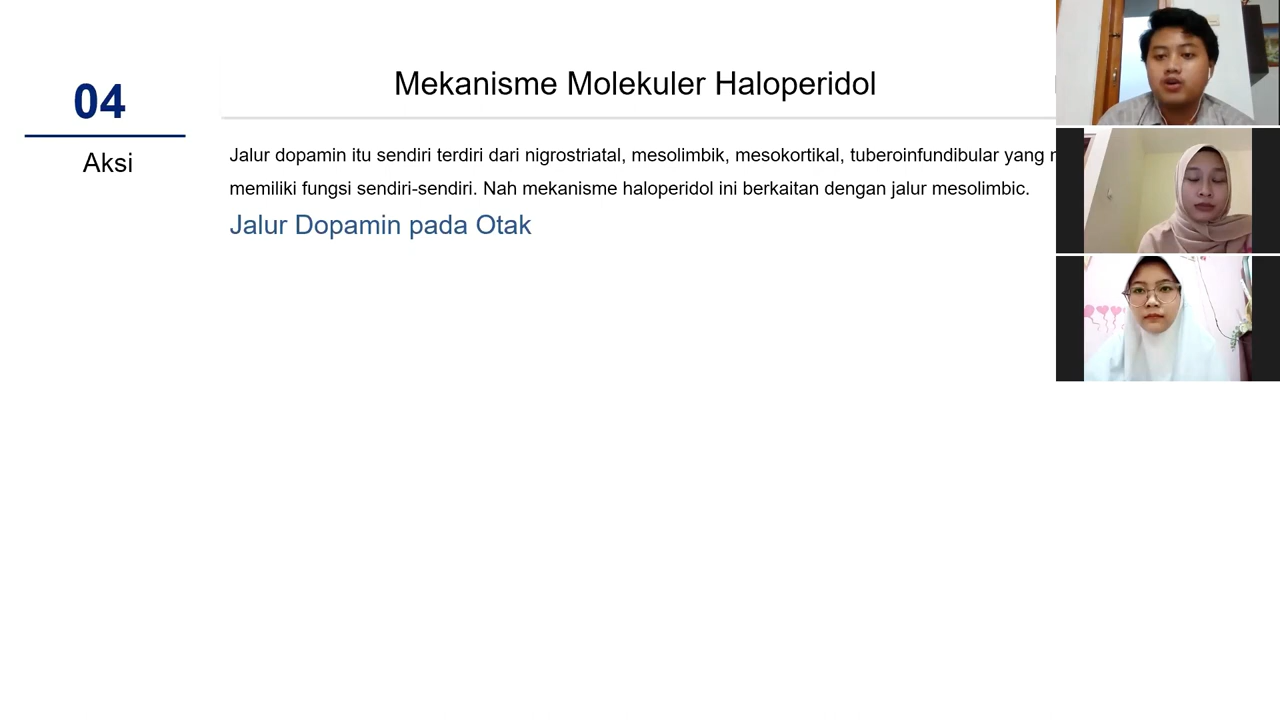 04
Aksi
Mekanisme Molekuler Haloperidol
Jalur dopamin itu sendiri terdiri dari nigrostriatal, mesolimbik, mesokortikal, tuberoinfundibular yang
memiliki fungsi sendiri-sendiri. Nah mekanisme haloperidol ini berkaitan dengan jalur mesolimbic.
Jalur Dopamin pada Otak